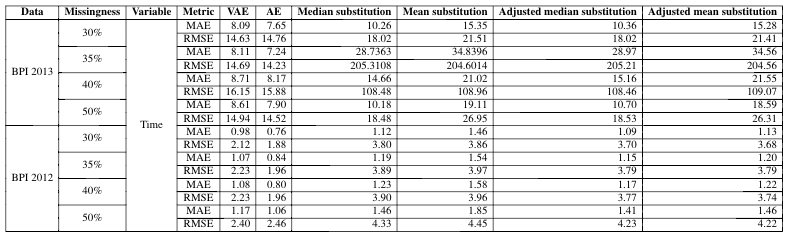 Data Missingness Variable Metric VAE AE Median substitution Mean substitution Adjusted median substitution Adjusted mean substitution
BPI 2013 30% Time MAE 8.09 7.65 10.26 15.35 10.36 15.28
RMSE 14.63 14.76 18.02 21.51 18.02 21.41
35% MAE 8.11 7.24 28.7363 34.8396 28.97 34.56
RMSE 14.69 14.23 205.3108 204.6014 205.21 204.56
40% MAE 8.71 8.17 14.66 21.02 15.16 21.55
RMSE 16.15 15.88 108.48 108.96 108.46 109.07
50% MAE 8.61 7.90 10.18 19.11 10.70 18.59
RMSE 14.94 14.52 18.48 26.95 18.53 26.31
BPI 2012 30% MAE 0.98 0.76 1.12 1.46 1.09 1.13
RMSE 2.12 1.88 3.80 3.86 3.70 3.68
35% MAE 1.07 0.84 1.19 1.54 1.15 1.20
RMSE 2.23 1.96 3.89 3.97 3.79 3.79
40% MAE 1.08 0.80 1.23 1.58 1.17 1.22
RMSE 2.23 1.96 3.90 3.96 3.77 3.74
50% MAE 1.17 1.06 1.46 1.85 1.41 1.46
RMSE 2.40 2.46 4.33 4.45 4.23 4.22